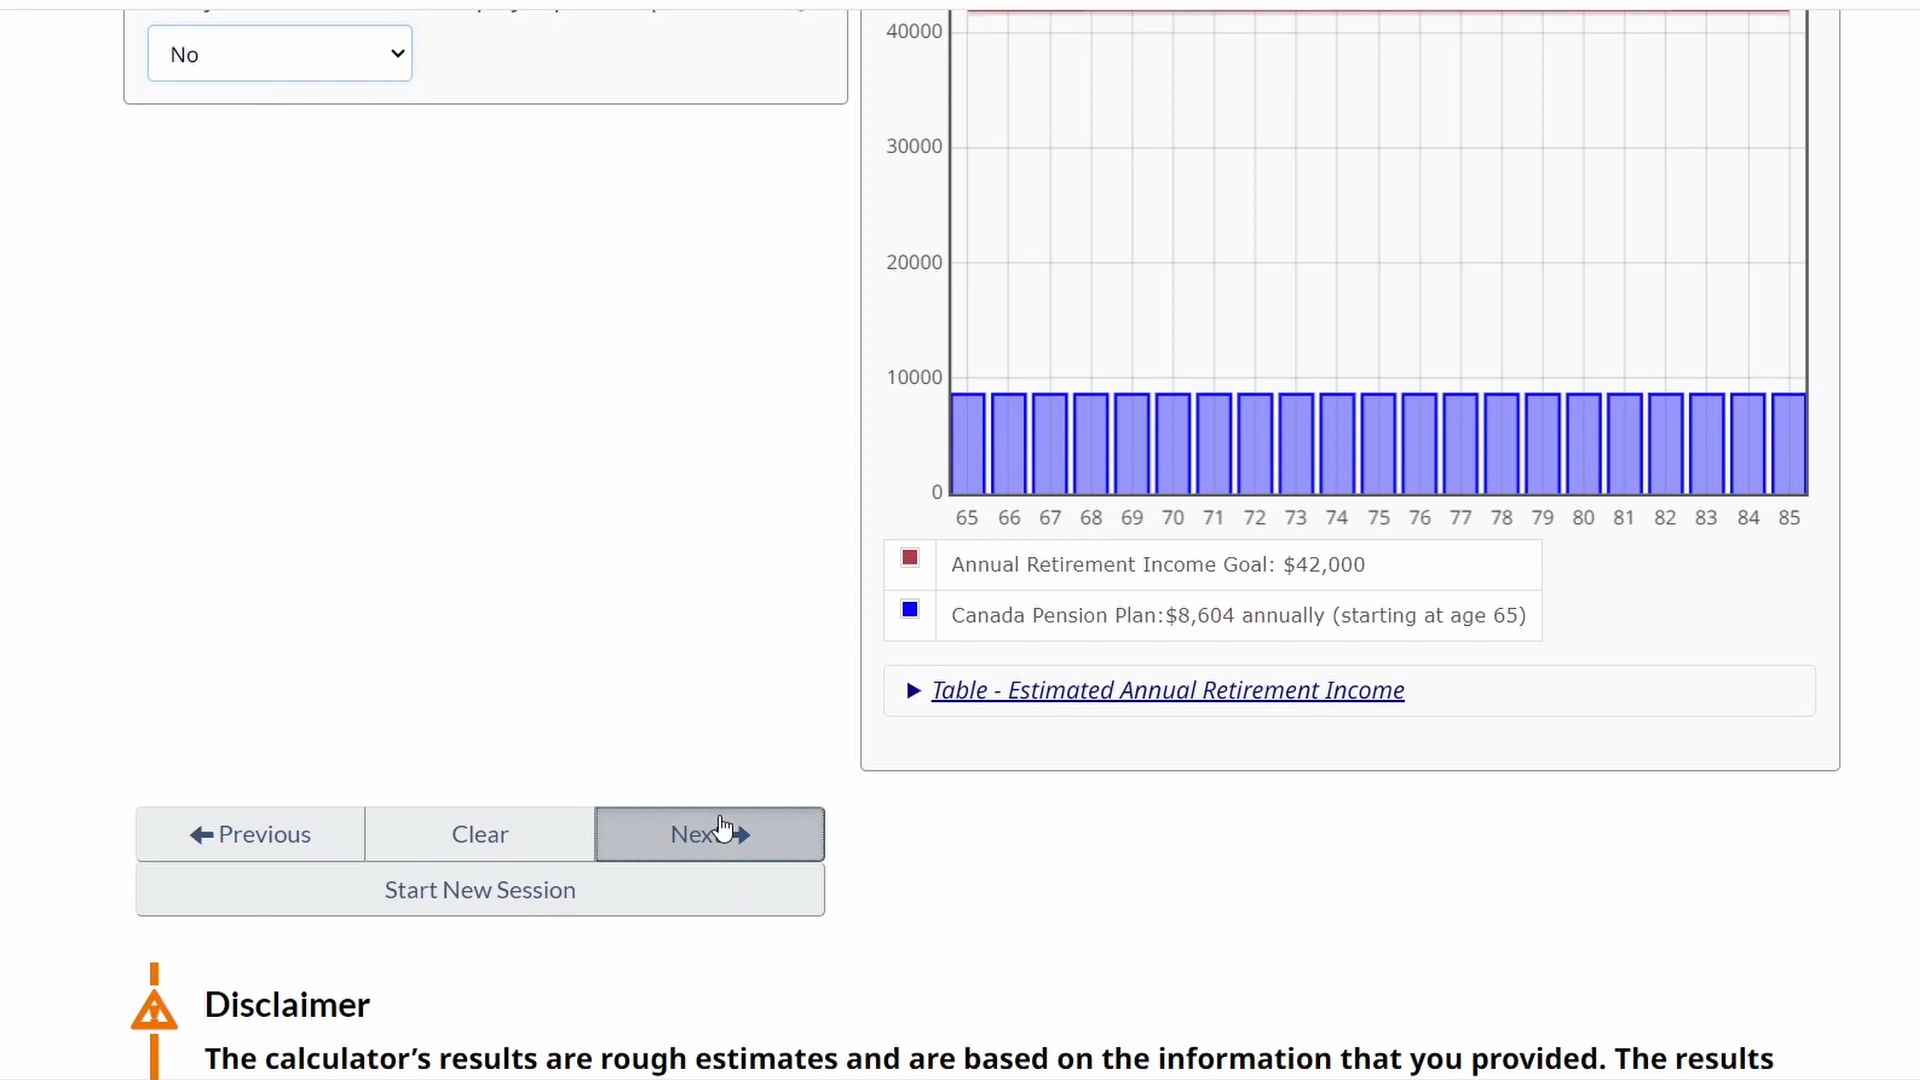 No
40000
30000
20000
10000
0
65 66 67 68 69 70 71 72 73 74 75 76 77 78 79 80 81 82 83 84 85
Annual Retirement Income Goal: $42,000
Canada Pension Plan:$8,604 annually (starting at age 65)
Table - Estimated Annual Retirement Income
Previous
Clear
Next
Start New Session
Disclaimer
The calculator’s results are rough estimates and are based on the information that you provided. The results